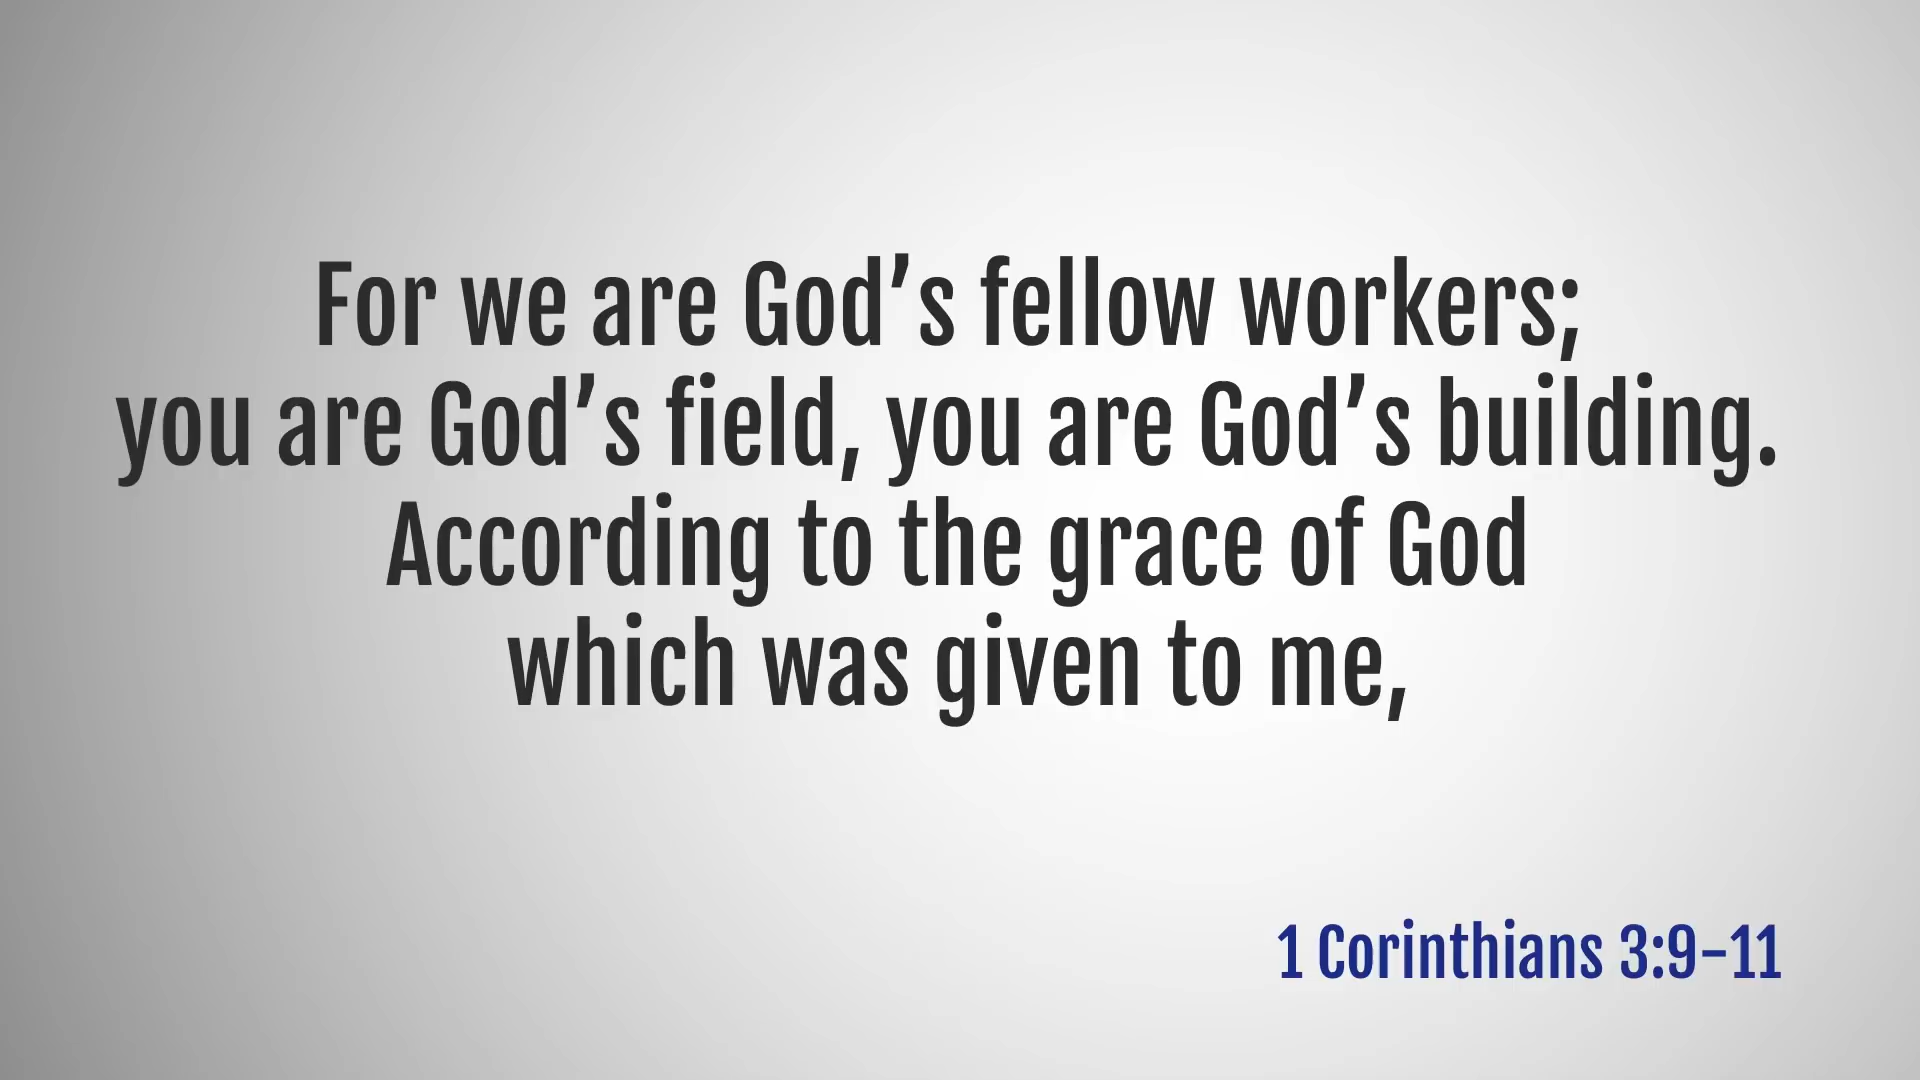 For we are God’s fellow workers;
you are God’s field, you are God’s building.
According to the grace of God
which was given to me,
1 Corinthians 3:9–11